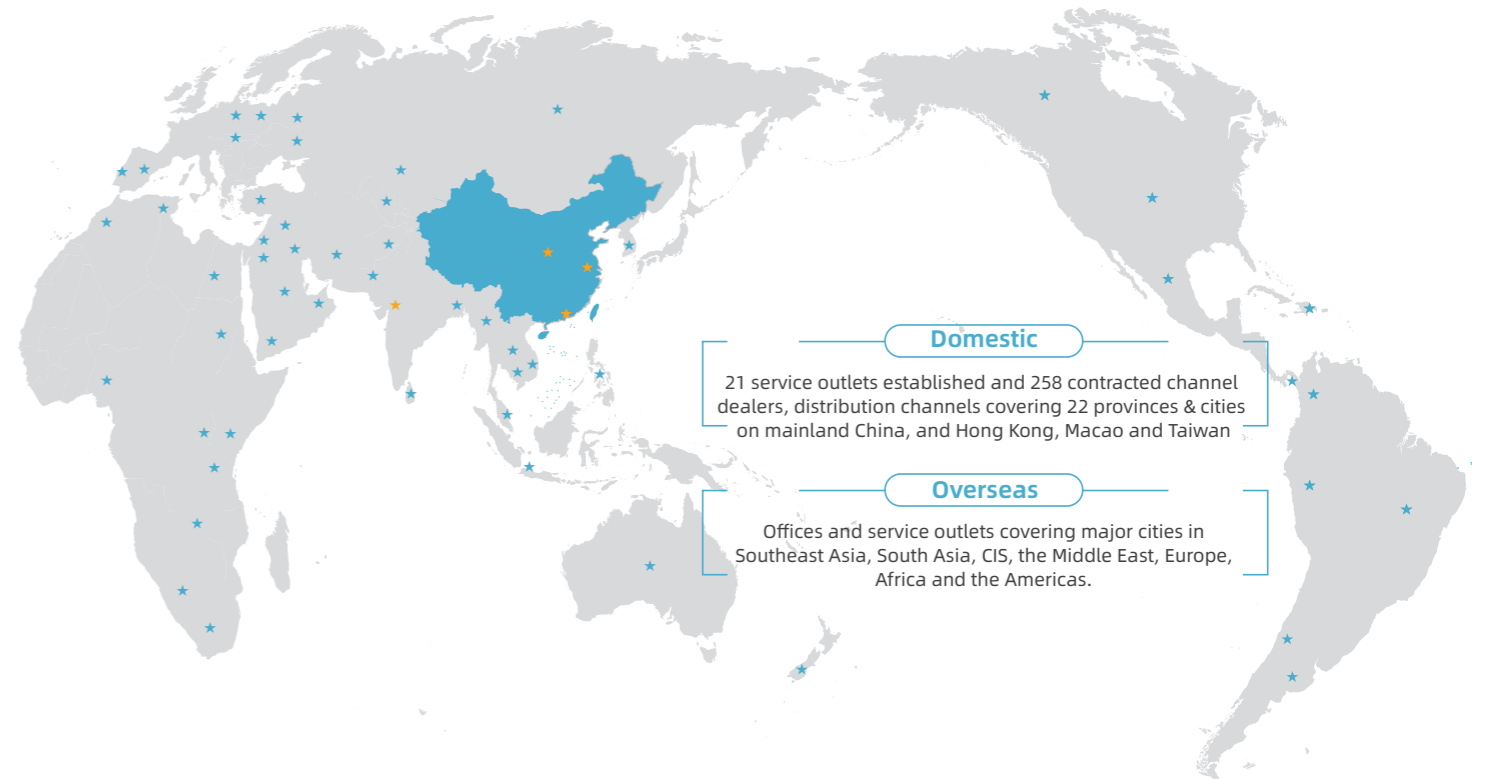 Domestic
21 service outlets established and 258 contracted channel
dealers, distribution channels covering 22 provinces & cities
on mainland China, and Hong Kong, Macao and Taiwan
Overseas
Offices and service outlets covering major cities in
Southeast Asia, South Asia, CIS, the Middle East, Europe,
Africa and the Americas.